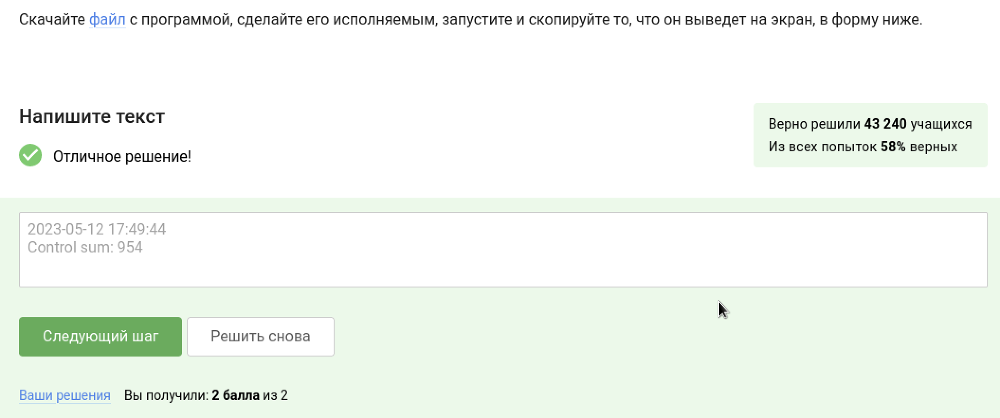 Скачайте файл с программой, сделайте его исполняемым, запустите и скопируйте то, что он выведет на экран, в форму ниже.
Напишите текст
Отличное решение!
Верно решили 43 240 учащихся
Из всех попыток 58% верных
2023-05-12 17:49:44
Control sum: 954
Следующий шаг
Решить снова
Ваши решения Вы получили: 2 балла из 2